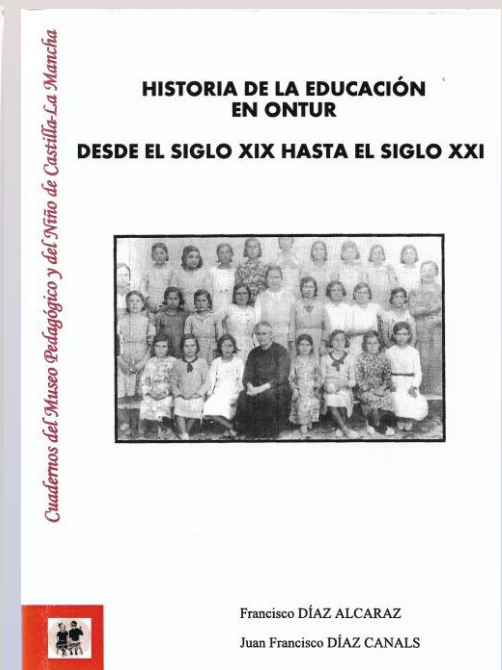 Cuadernos del Museo Pedagógico y del Niño de Castilla-La Mancha
HISTORIA DE LA EDUCACIÓN
EN ONTUR
DESDE EL SIGLO XIX HASTA EL SIGLO XXI
Francisco DÍAZ ALCARAZ
Juan Francisco DÍAZ CANALS